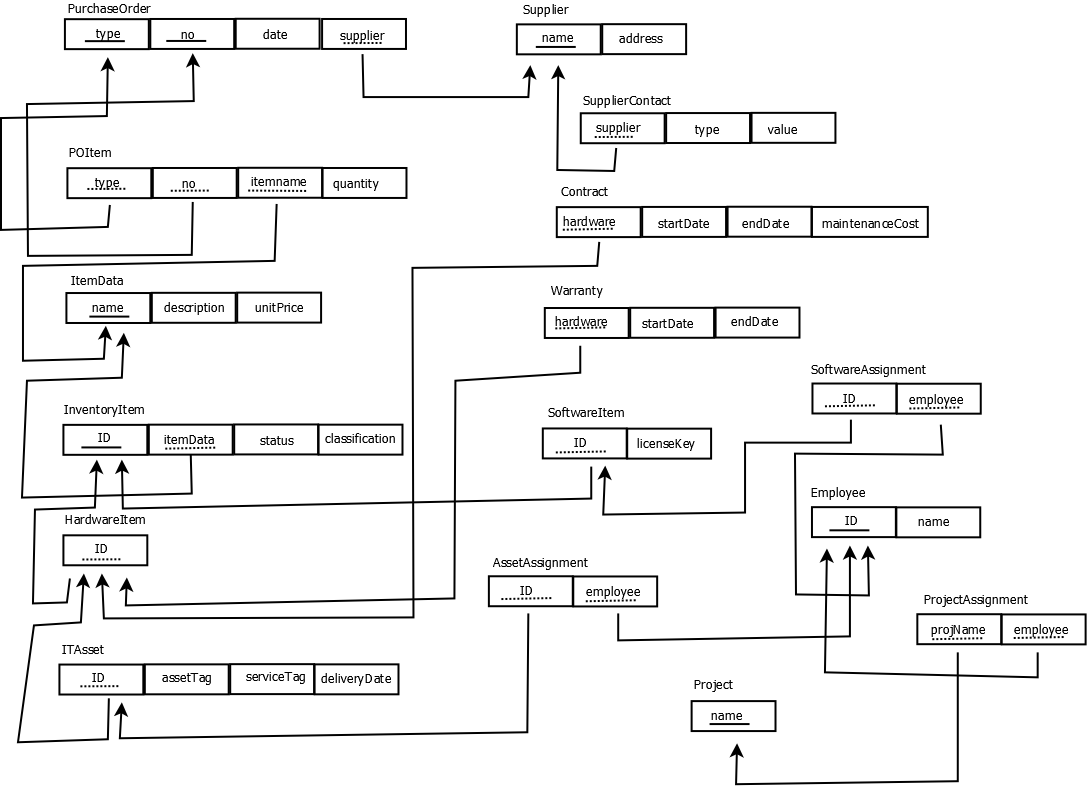 PurchaseOrder
type no date supplier
Supplier
name address
SupplierContact
supplier type value
POItem
type no itemname quantity
Contract
hardware startDate endDate maintenanceCost
ItemData
name description unitPrice
Warranty
hardware startDate endDate
SoftwareAssignment
ID employee
InventoryItem
ID itemData status classification
SoftwareItem
ID licenseKey
Employee
ID name
HardwareItem
ID
AssetAssignment
ID employee
ProjectAssignment
projName employee
ITAsset
ID assetTag serviceTag deliveryDate
Project
name